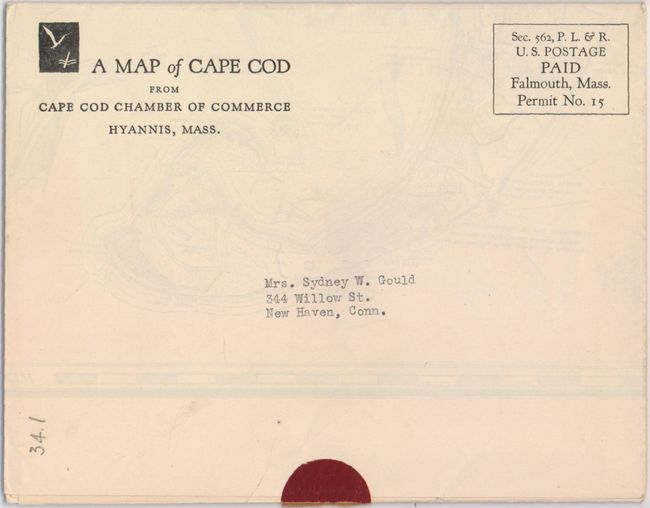 A MAP of CAPE COD
FROM
CAPE COD CHAMBER OF COMMERCE
HYANNIS, MASS.
Sec. 562, P. L. & R.
U. S. POSTAGE
PAID
Falmouth, Mass.
Permit No. 15
Mrs. Sydney W. Gould
344 Willow St.
New Haven, Conn.
34.1